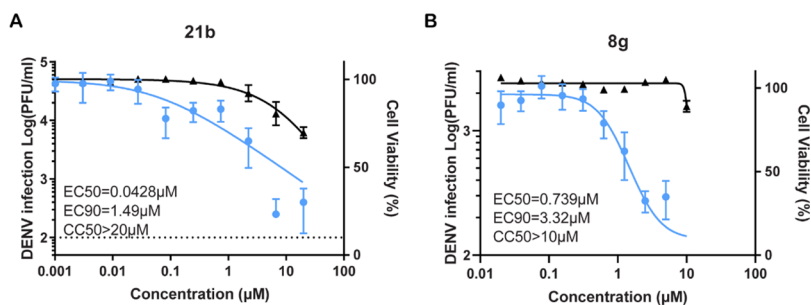 A
21b
DENV infection Log(PFU/ml)
5
4
3
2
EC50=0.0428µM
EC90=1.49µM
CC50>20µM
100
50
0
Cell Viability (%)
0.001
0.01
0.1
1
10
100
Concentration (µM)
B
8g
DENV infection Log(PFU/ml)
3
2
EC50=0.739µM
EC90=3.32µM
CC50>10µM
100
50
0
Cell Viability (%)
0.01
0.1
1
10
100
Concentration (µM)